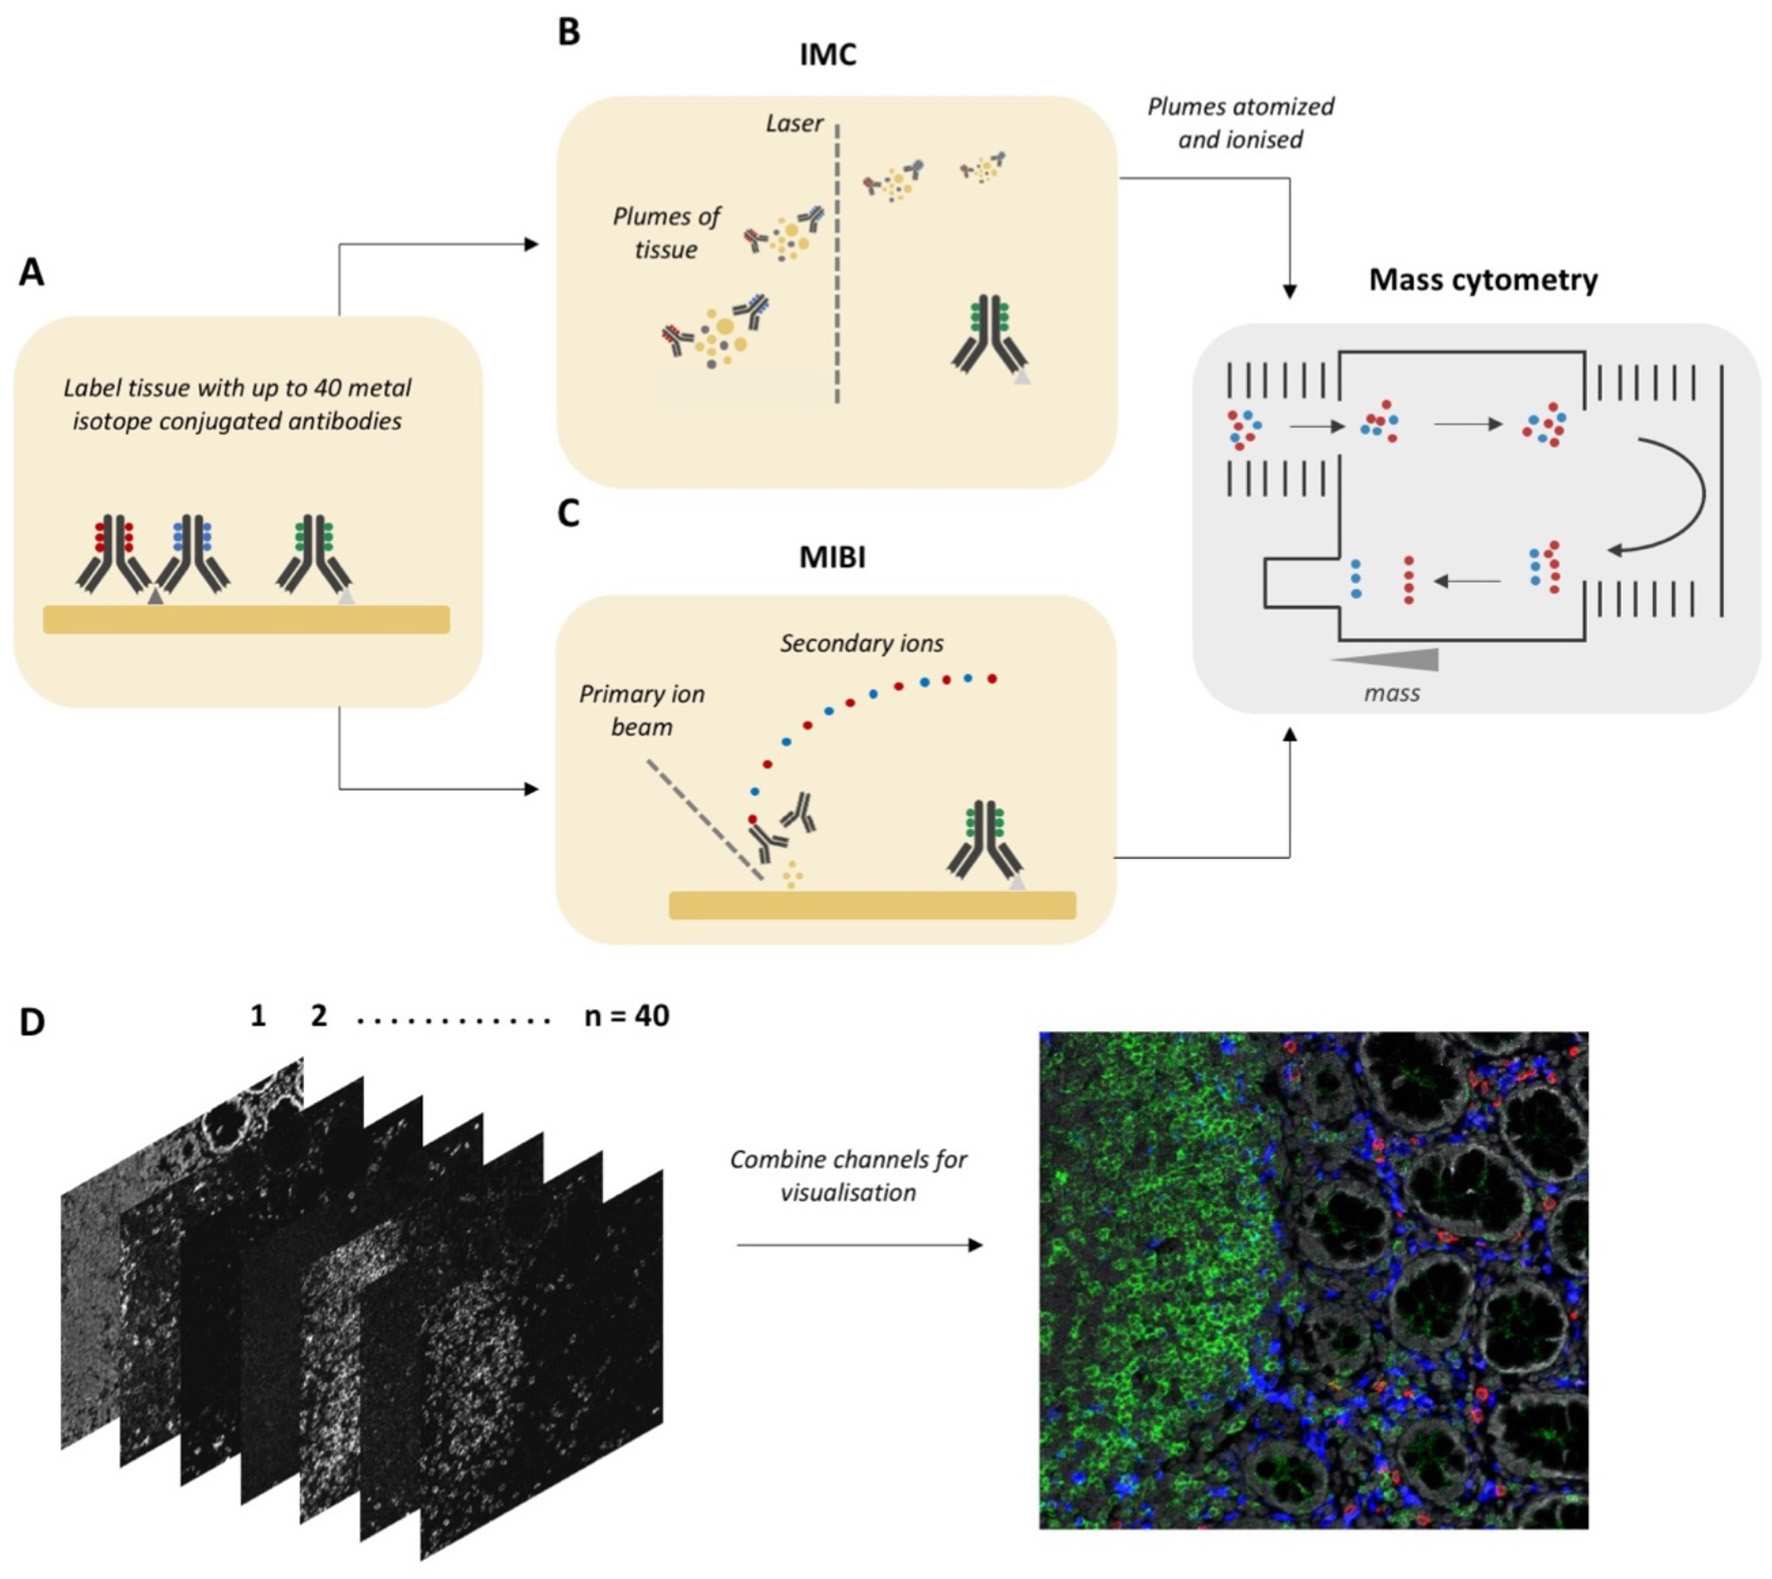 A
Label tissue with up to 40 metal
isotope conjugated antibodies
B
IMC
Laser
Plumes of
tissue
Plumes atomized
and ionised
Mass cytometry
mass
C
MIBI
Secondary ions
Primary ion
beam
D
1 2 ............ n = 40
Combine channels for
visualisation